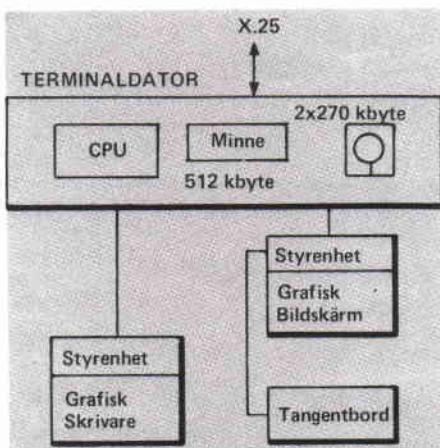 X.25
TERMINALDATOR
2x270 kbyte
CPU
Minne
512 kbyte
Styrenhet
Grafisk
Bildskärm
Styrenhet
Grafisk
Skrivare
Tangentbord